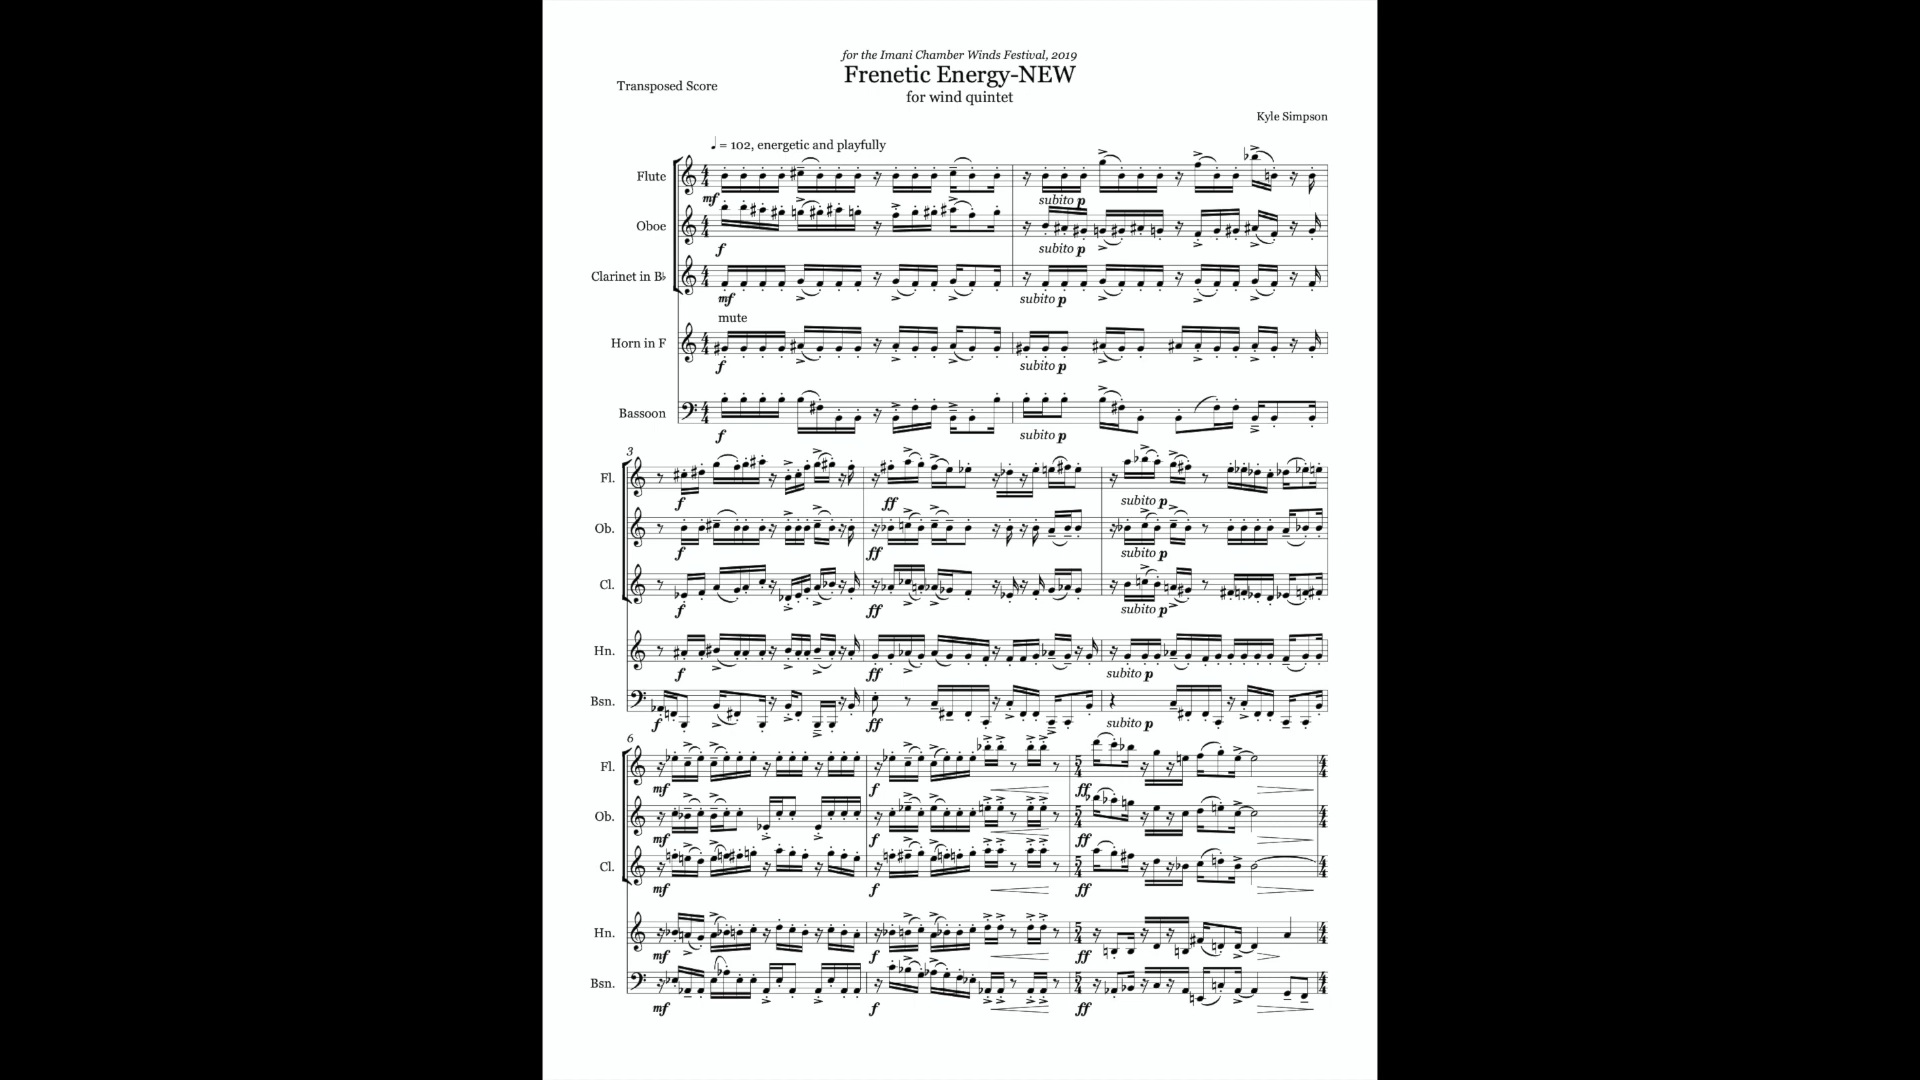 for the Imani Chamber Winds Festival, 2019
Frenetic Energy-NEW
Transposed Score
for wind quintet
Kyle Simpson
♩ = 102, energetic and playfully
Flute
mf
subito p
Oboe
f
subito p
Clarinet in B♭
mf
subito p
mute
Horn in F
f
subito p
Bassoon
f
subito p
3
Fl.
f
ff
subito p
Ob.
f
ff
subito p
Cl.
f
ff
subito p
Hn.
f
ff
subito p
Bsn.
f
ff
subito p
6
Fl.
mf
f
ff
Ob.
mf
f
ff
Cl.
mf
f
ff
Hn.
mf
f
ff
Bsn.
mf
f
ff